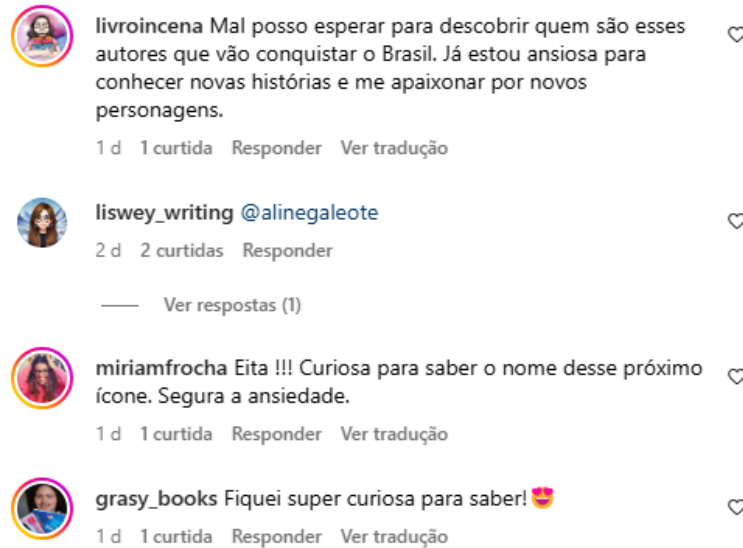 livroincena Mal posso esperar para descobrir quem são esses
autores que vão conquistar o Brasil. Já estou ansiosa para
conhecer novas histórias e me apaixonar por novos
personagens.
1 d 1 curtida Responder Ver tradução
liswey_writing @alinegaleote
2 d 2 curtidas Responder
Ver respostas (1)
miriamfrocha Eita !!! Curiosa para saber o nome desse próximo
ícone. Segura a ansiedade.
1 d 1 curtida Responder Ver tradução
grasy_books Fiquei super curiosa para saber!😍
1 d 1 curtida Responder Ver tradução